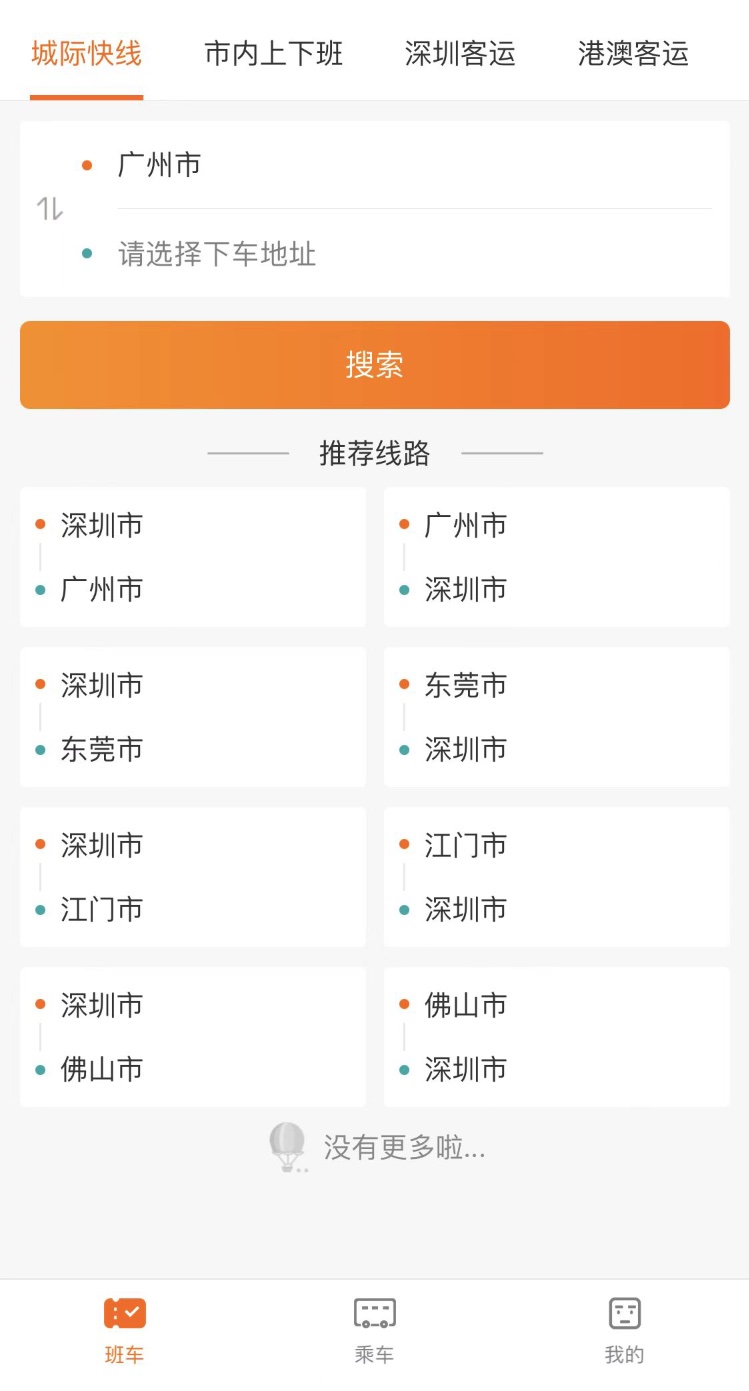 城际快线 市内上下班 深圳客运 港澳客运
广州市
请选择下车地址
搜索
推荐线路
深圳市
广州市
广州市
深圳市
深圳市
东莞市
东莞市
深圳市
深圳市
江门市
江门市
深圳市
深圳市
佛山市
佛山市
深圳市
没有更多啦...
班车 乘车 我的